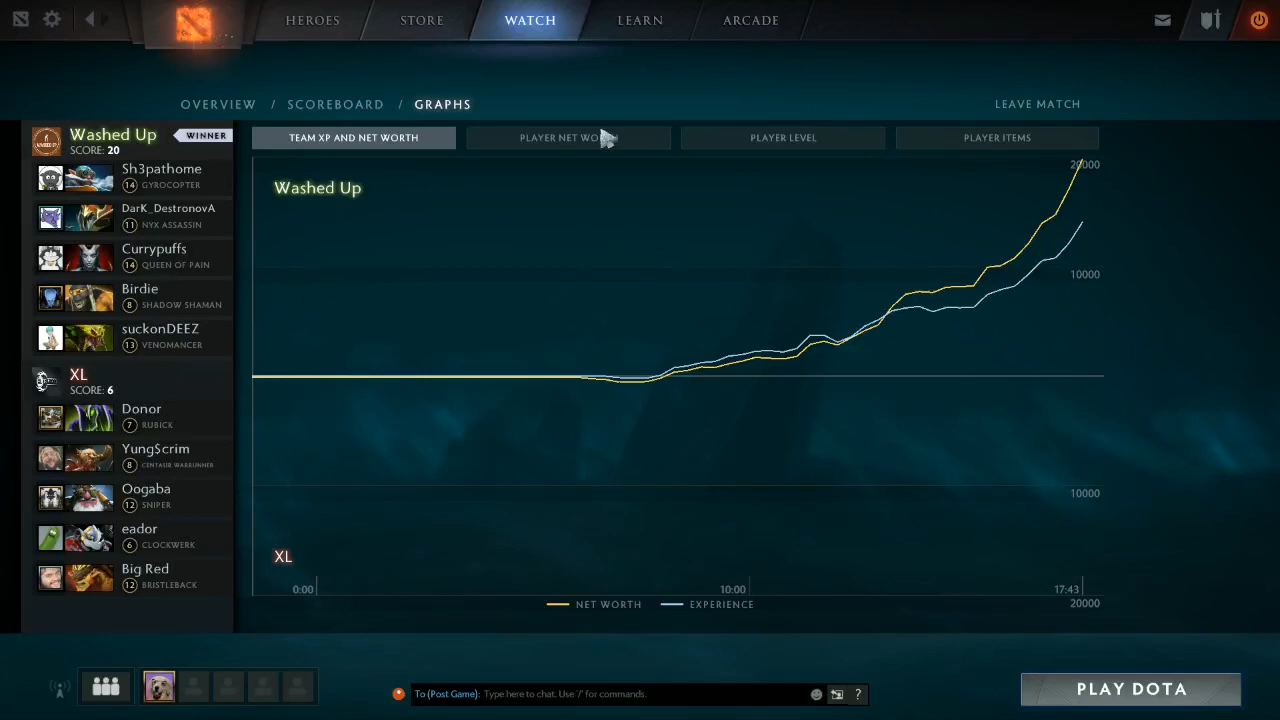 HEROES
STORE
WATCH
LEARN
ARCADE
OVERVIEW / SCOREBOARD / GRAPHS
LEAVE MATCH
Washed Up
WINNER
SCORE: 20
Sh3pathome
14 GYROCOPTER
DarK_DestronovA
11 NYX ASSASSIN
Currypuffs
14 QUEEN OF PAIN
Birdie
8 SHADOW SHAMAN
suckonDEEZ
13 VENOMANCER
XL
SCORE: 6
Donor
7 RUBICK
Yung$crim
8 CENTAUR WARRUNNER
Oogaba
12 SNIPER
eador
6 CLOCKWERK
Big Red
12 BRISTLEBACK
TEAM XP AND NET WORTH
PLAYER NET WORTH
PLAYER LEVEL
PLAYER ITEMS
Washed Up
20000
10000
10000
XL
0:00
10:00
17:43
20000
NET WORTH
EXPERIENCE
To (Post Game): Type here to chat. Use '/' for commands.
?
PLAY DOTA